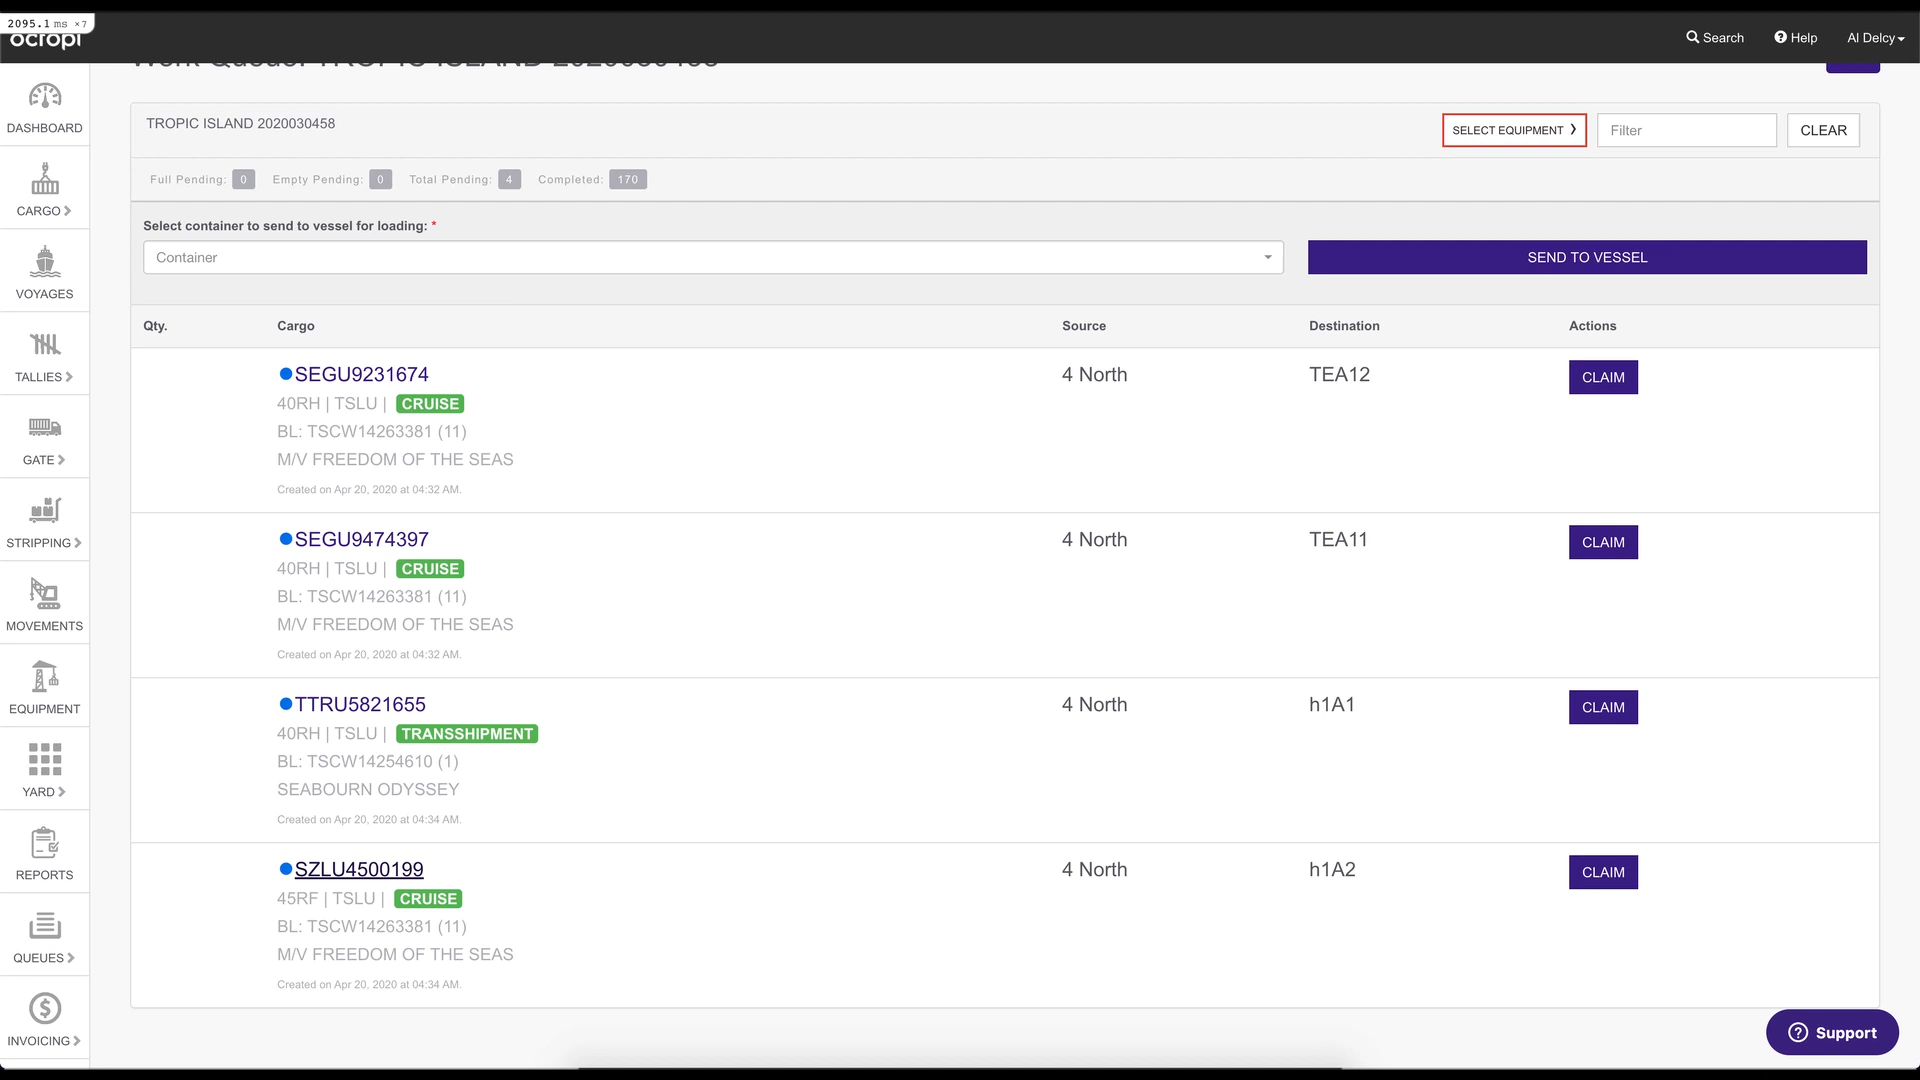 2095.1 ms ×7
octopi
Search
Help
Al Delcy
Work Queue: TROPIC ISLAND 2020030458
DASHBOARD
CARGO
VOYAGES
TALLIES
GATE
STRIPPING
MOVEMENTS
EQUIPMENT
YARD
REPORTS
QUEUES
INVOICING
TROPIC ISLAND 2020030458
SELECT EQUIPMENT ❯
Filter
CLEAR
Full Pending: 0 Empty Pending: 0 Total Pending: 4 Completed: 170
Select container to send to vessel for loading: *
Container
SEND TO VESSEL
Qty. Cargo Source Destination Actions
SEGU9231674 4 North TEA12 CLAIM
40RH | TSLU | CRUISE
BL: TSCW14263381 (11)
M/V FREEDOM OF THE SEAS
Created on Apr 20, 2020 at 04:32 AM.
SEGU9474397 4 North TEA11 CLAIM
40RH | TSLU | CRUISE
BL: TSCW14263381 (11)
M/V FREEDOM OF THE SEAS
Created on Apr 20, 2020 at 04:32 AM.
TTRU5821655 4 North h1A1 CLAIM
40RH | TSLU | TRANSSHIPMENT
BL: TSCW14254610 (1)
SEABOURN ODYSSEY
Created on Apr 20, 2020 at 04:34 AM.
SZLU4500199 4 North h1A2 CLAIM
45RF | TSLU | CRUISE
BL: TSCW14263381 (11)
M/V FREEDOM OF THE SEAS
Created on Apr 20, 2020 at 04:34 AM.
Support